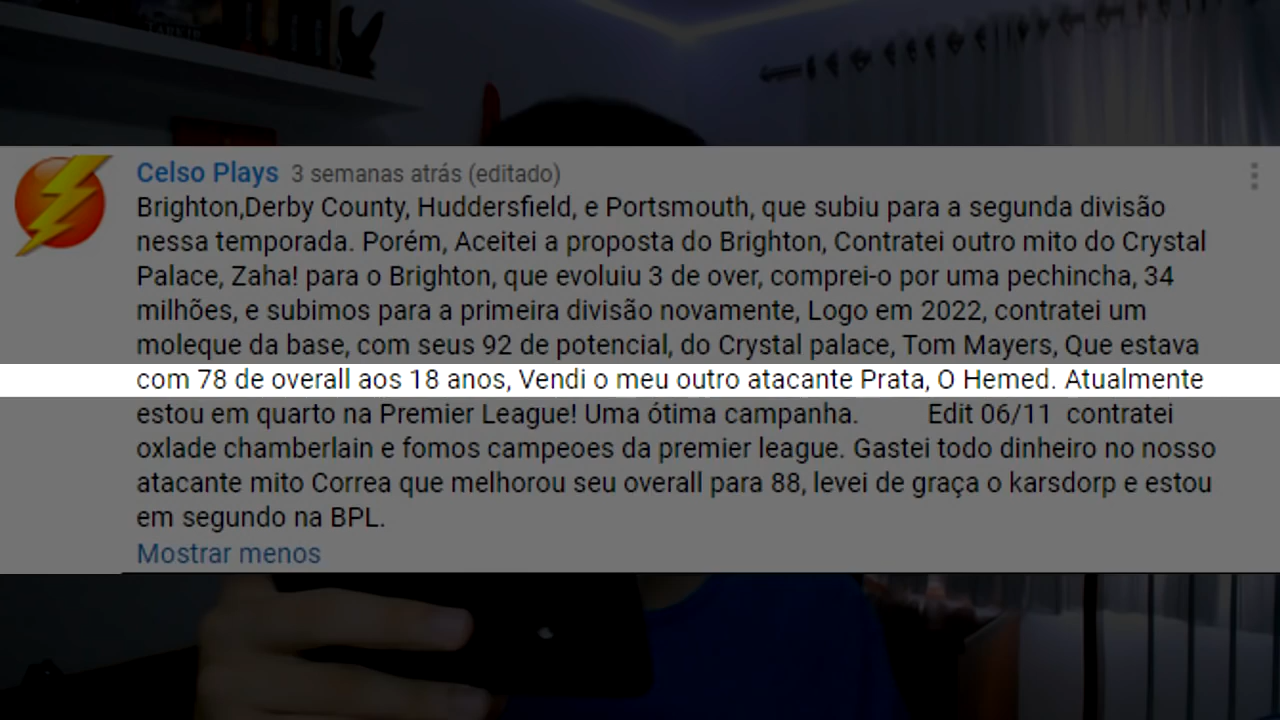 Celso Plays 3 semanas atrás (editado)
Brighton,Derby County, Huddersfield, e Portsmouth, que subiu para a segunda divisão
nessa temporada. Porém, Aceitei a proposta do Brighton, Contratei outro mito do Crystal
Palace, Zaha! para o Brighton, que evoluiu 3 de over, comprei-o por uma pechincha, 34
milhões, e subimos para a primeira divisão novamente, Logo em 2022, contratei um
moleque da base, com seus 92 de potencial, do Crystal palace, Tom Mayers, Que estava
com 78 de overall aos 18 anos, Vendi o meu outro atacante Prata, O Hemed. Atualmente
estou em quarto na Premier League! Uma ótima campanha. Edit 06/11 contratei
oxlade chamberlain e fomos campeoes da premier league. Gastei todo dinheiro no nosso
atacante mito Correa que melhorou seu overall para 88, levei de graça o karsdorp e estou
em segundo na BPL.
Mostrar menos